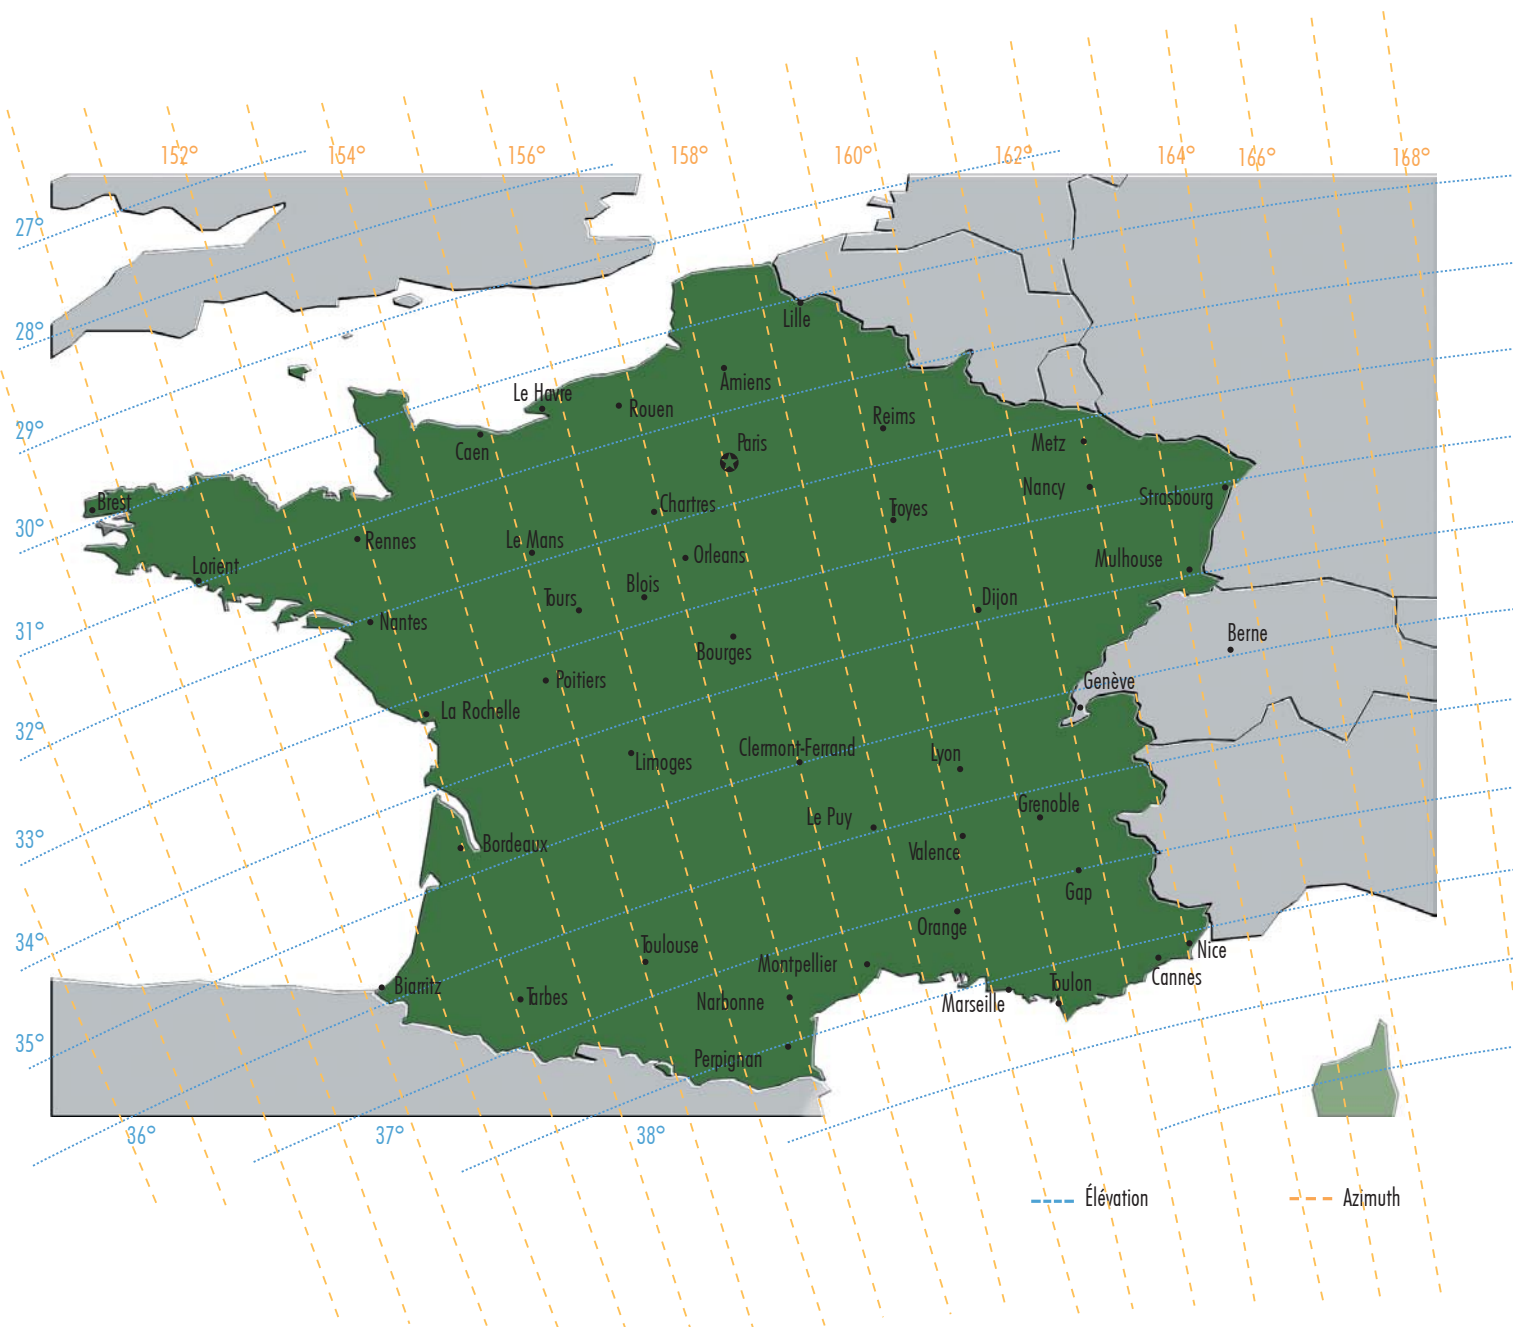 152° 154° 156° 158° 160° 162° 164° 166° 168°
27°
28°
Lille
Amiens
Le Havre
Rouen
Reims
29°
Caen
Paris
Metz
Nancy
Strasbourg
Brest
Chartres
Troyes
30°
Rennes
Le Mans
Orleans
Mulhouse
Lorient
Blois
Tours
Dijon
31°
Nantes
Berne
Bourges
Poitiers
Genève
La Rochelle
32°
Clermont-Ferrand
Lyon
Limoges
Grenoble
Le Puy
33°
Bordeaux
Valence
Gap
Orange
34°
Toulouse
Nice
Montpellier
Cannes
Biarritz
Toulon
Tarbes
Narbonne
Marseille
35°
Perpignan
36° 37° 38°
Élévation Azimuth